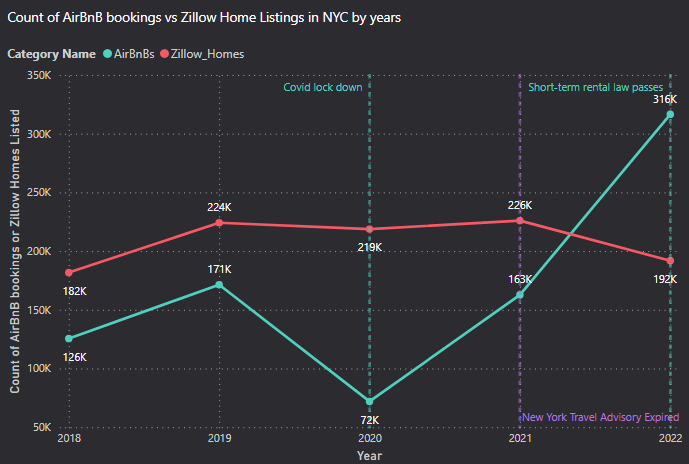 Count of AirBnB bookings vs Zillow Home Listings in NYC by years
Category Name AirBnBs Zillow_Homes
Count of AirBnB bookings or Zillow Homes Listed
350K
300K
250K
200K
150K
100K
50K
Covid lock down
Short-term rental law passes
316K
224K
219K
226K
192K
182K
171K
163K
126K
72K
New York Travel Advisory Expired
2018 2019 2020 2021 2022
Year